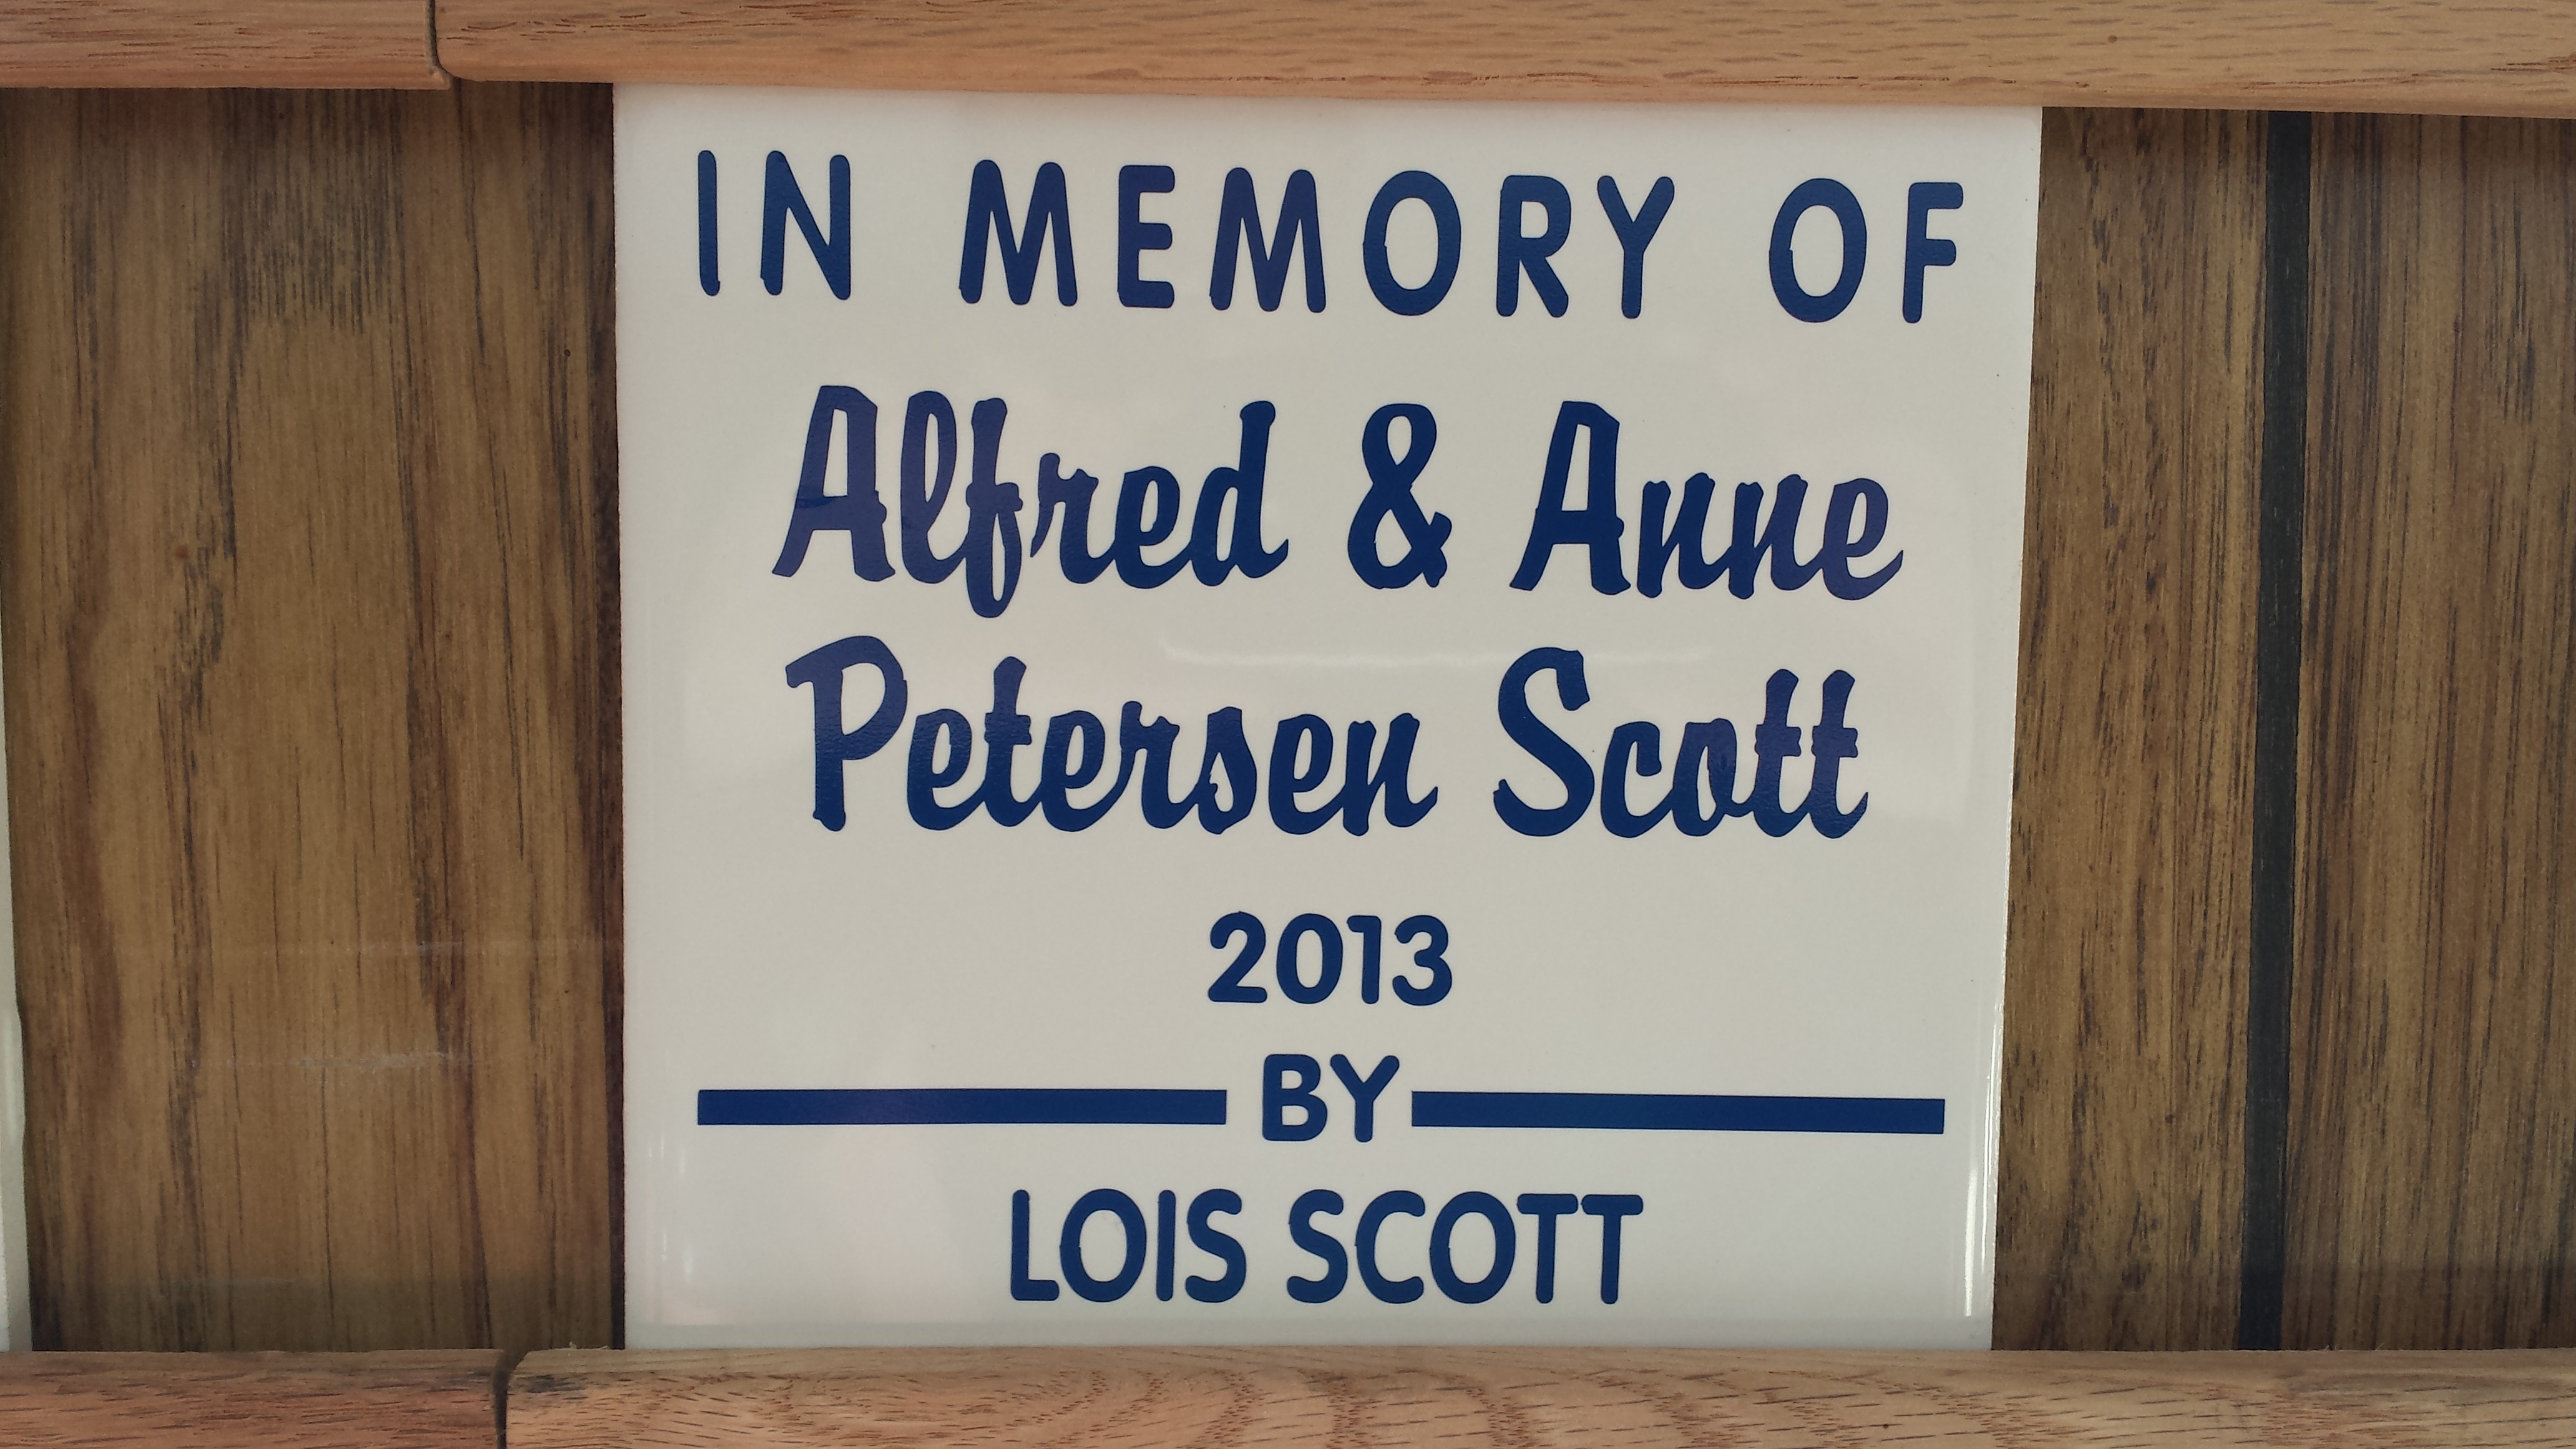 IN MEMORY OF
Alfred & Anne
Petersen Scott
2013
BY
LOIS SCOTT